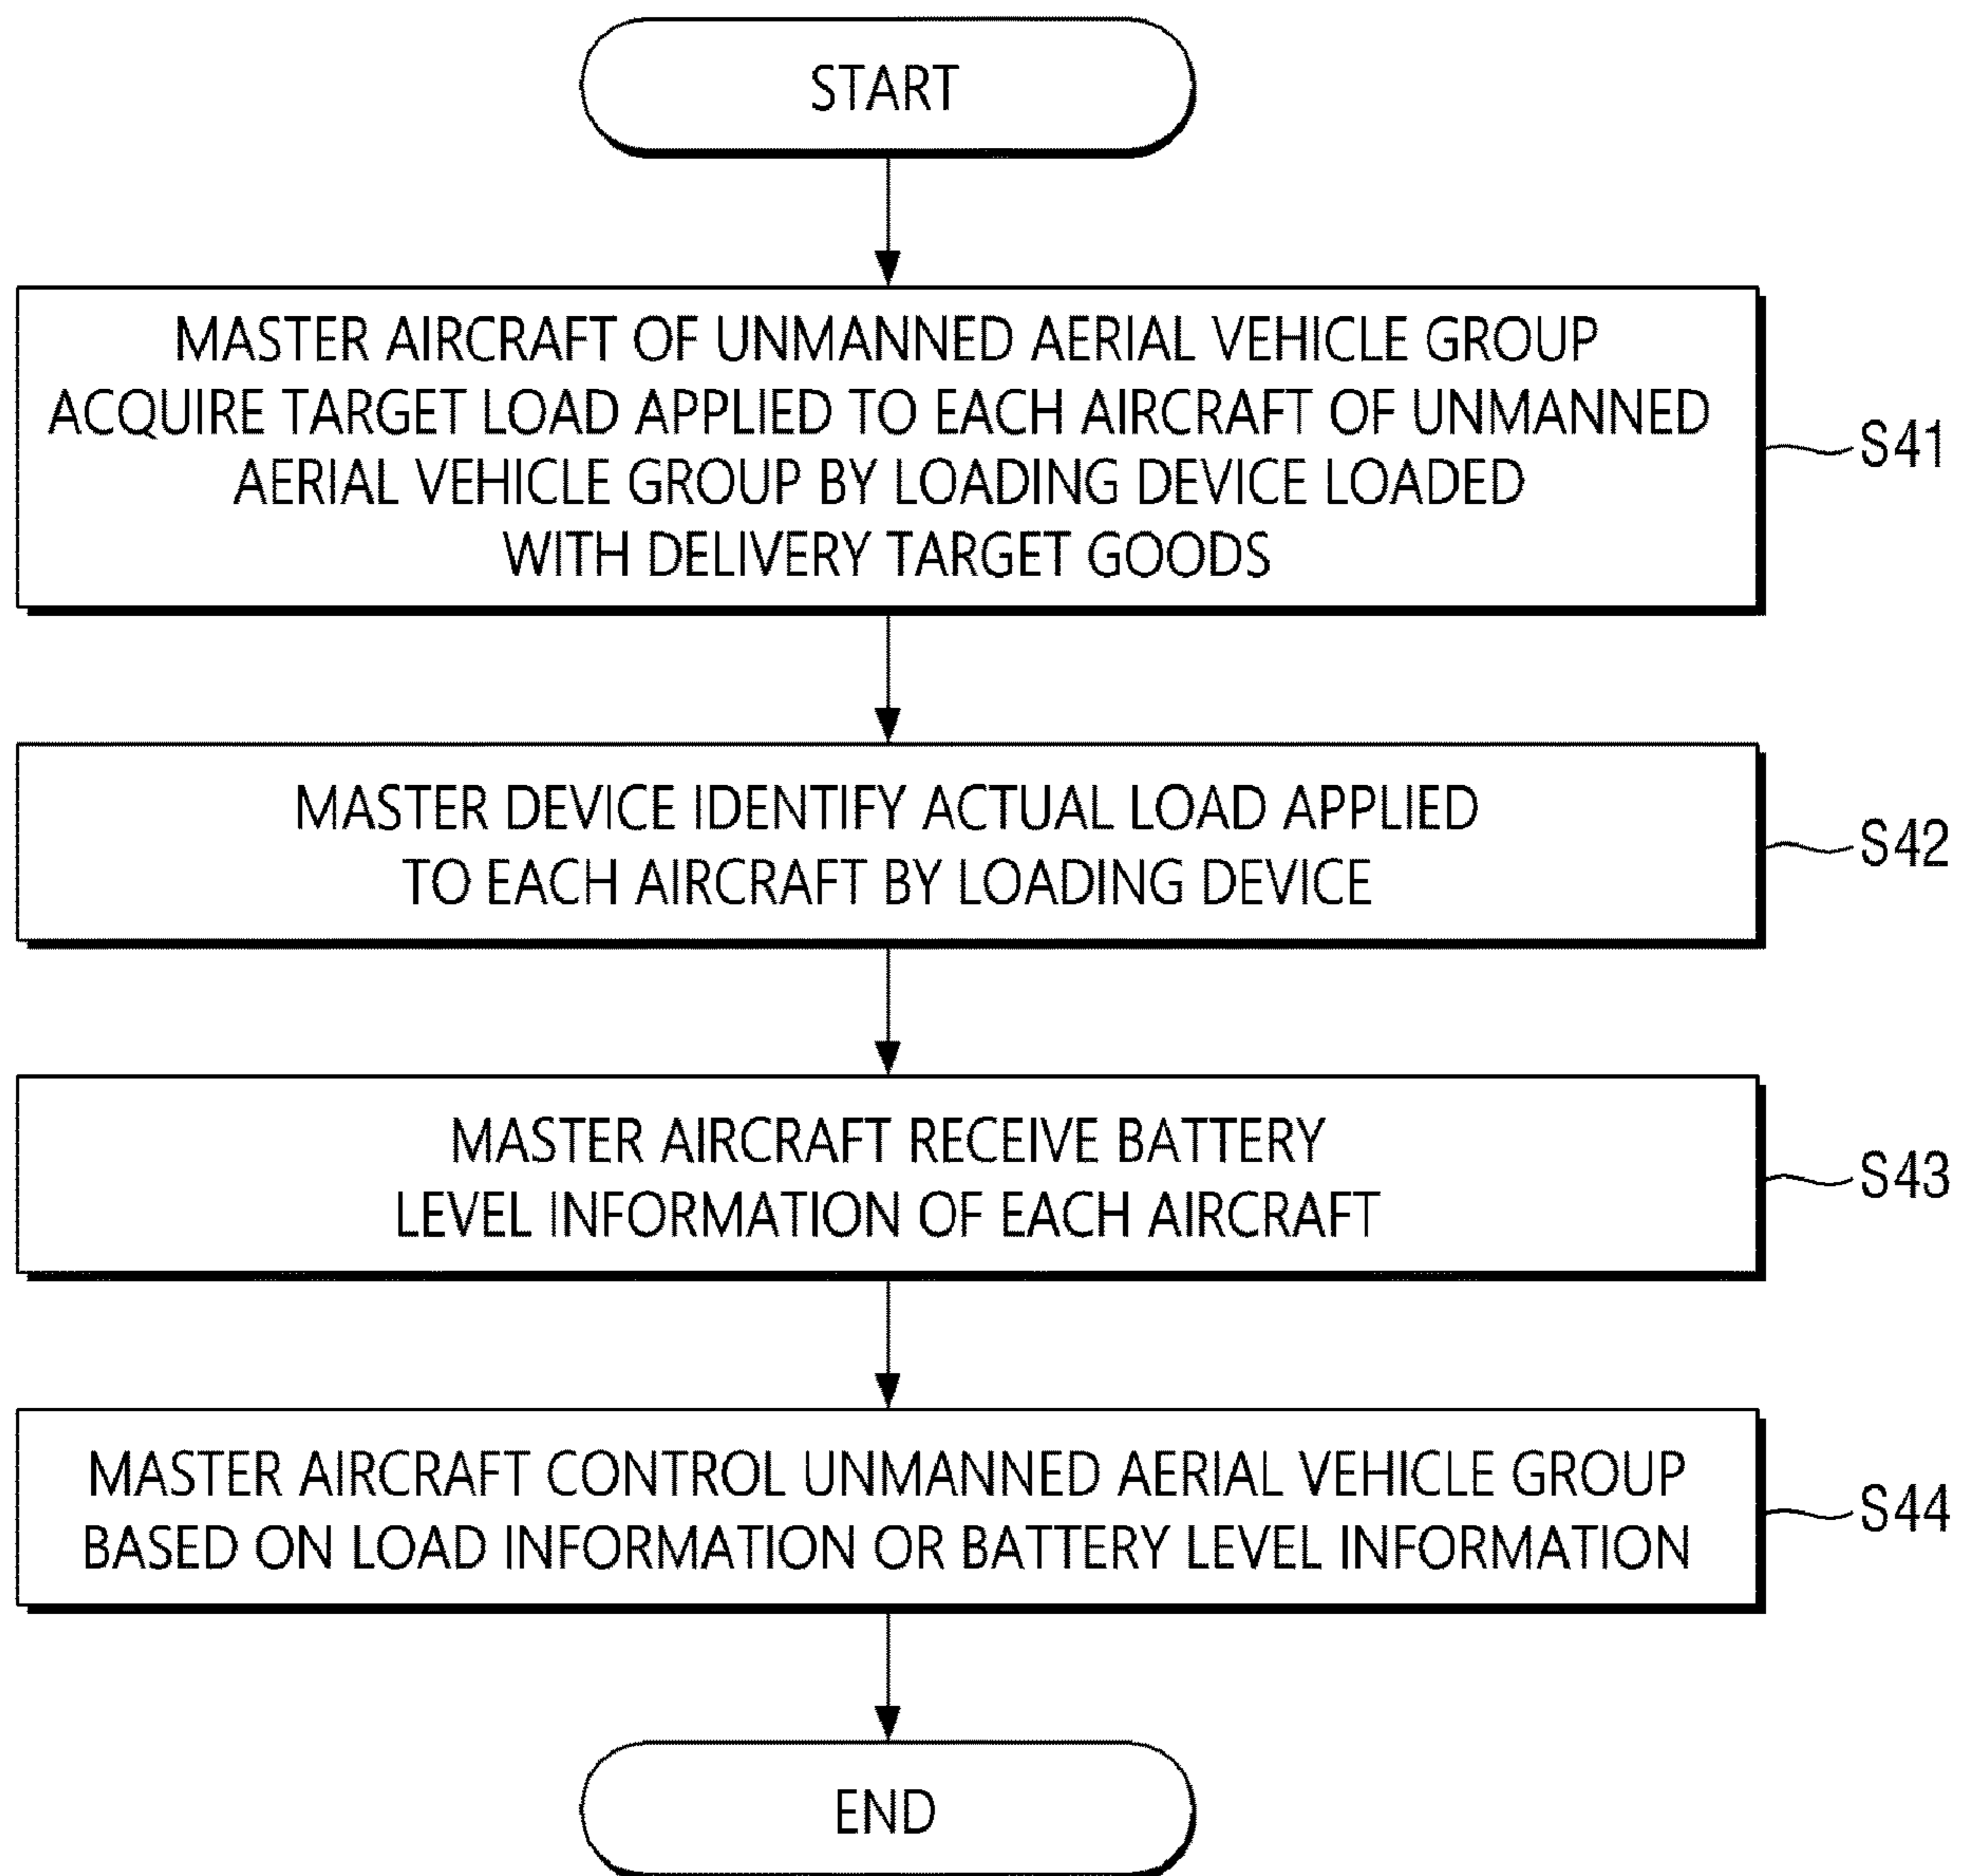 START
MASTER AIRCRAFT OF UNMANNED AERIAL VEHICLE GROUP
ACQUIRE TARGET LOAD APPLIED TO EACH AIRCRAFT OF UNMANNED
AERIAL VEHICLE GROUP BY LOADING DEVICE LOADED
WITH DELIVERY TARGET GOODS
S41
MASTER DEVICE IDENTIFY ACTUAL LOAD APPLIED
TO EACH AIRCRAFT BY LOADING DEVICE
S42
MASTER AIRCRAFT RECEIVE BATTERY
LEVEL INFORMATION OF EACH AIRCRAFT
S43
MASTER AIRCRAFT CONTROL UNMANNED AERIAL VEHICLE GROUP
BASED ON LOAD INFORMATION OR BATTERY LEVEL INFORMATION
S44
END